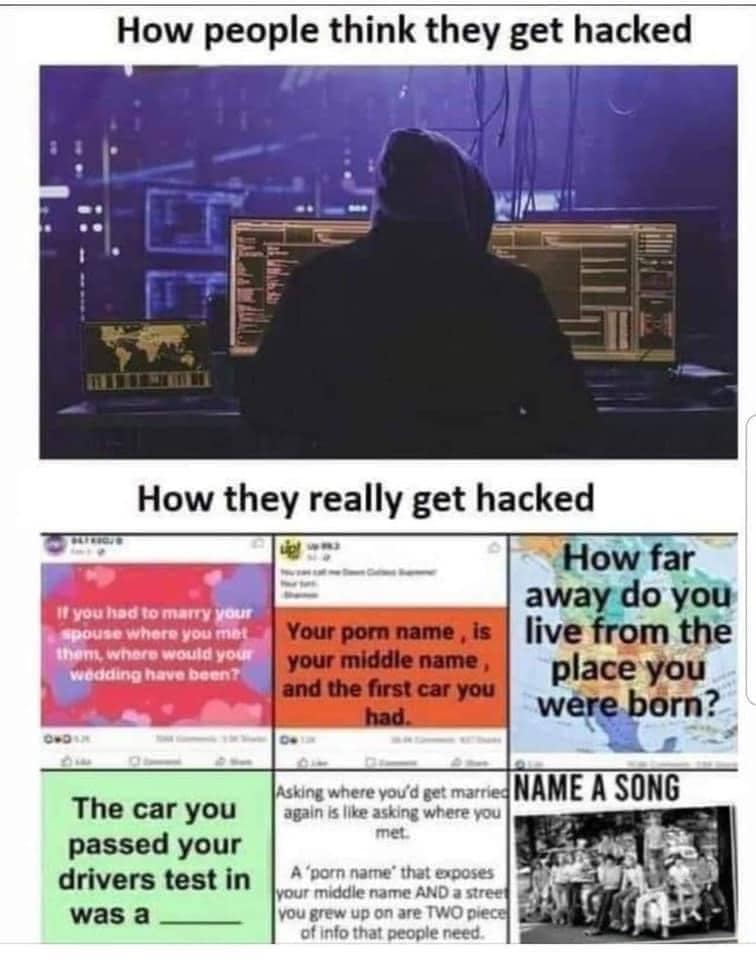 How people think they get hacked
How they really get hacked
If you had to marry your
spouse where you met
them, where would your
wedding have been?
up!
Your porn name , is
your middle name ,
and the first car you
had.
How far
away do you
live from the
place you
were born?
The car you
passed your
drivers test in
was a ______
Asking where you'd get married
again is like asking where you
met.
A 'porn name' that exposes
your middle name AND a street
you grew up on are TWO piece
of info that people need.
NAME A SONG